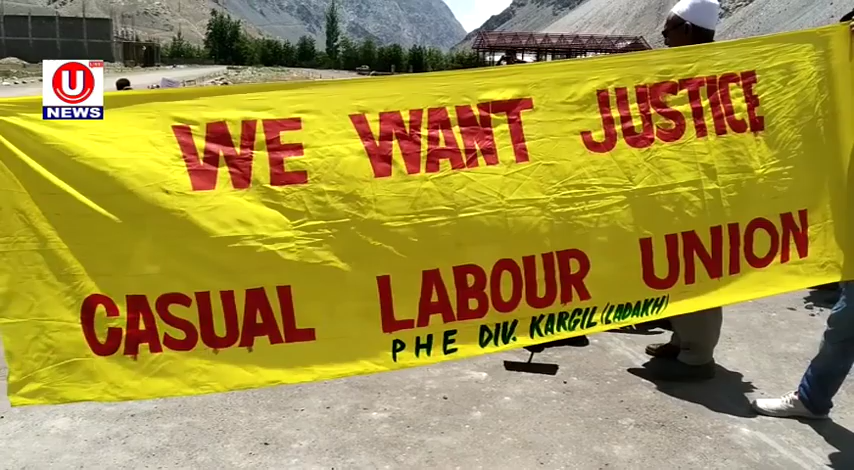 U
NEWS
WE WANT JUSTICE
CASUAL LABOUR UNION
PHE DIV. KARGIL (LADAKH)